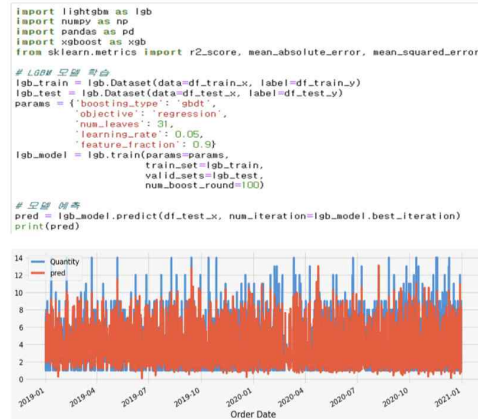 import lightgbm as lgb
import numpy as np
import pandas as pd
import xgboost as xgb
from sklearn.metrics import r2_score, mean_absolute_error, mean_squared_error
# LGBM 모델 학습
lgb_train = lgb.Dataset(data=df_train_x, label=df_train_y)
lgb_test = lgb.Dataset(data=df_test_x, label=df_test_y)
params = {'boosting_type': 'gbdt',
'objective': 'regression',
'num_leaves': 31,
'learning_rate': 0.05,
'feature_fraction': 0.9}
lgb_model = lgb.train(params=params,
train_set=lgb_train,
valid_sets=lgb_test,
num_boost_round=100)
# 모델 예측
pred = lgb_model.predict(df_test_x, num_iteration=lgb_model.best_iteration)
print(pred)
Quantity
pred
14
12
10
8
6
4
2
0
2019-01
2019-04
2019-07
2019-10
2020-01
2020-04
2020-07
2020-10
2021-01
Order Date